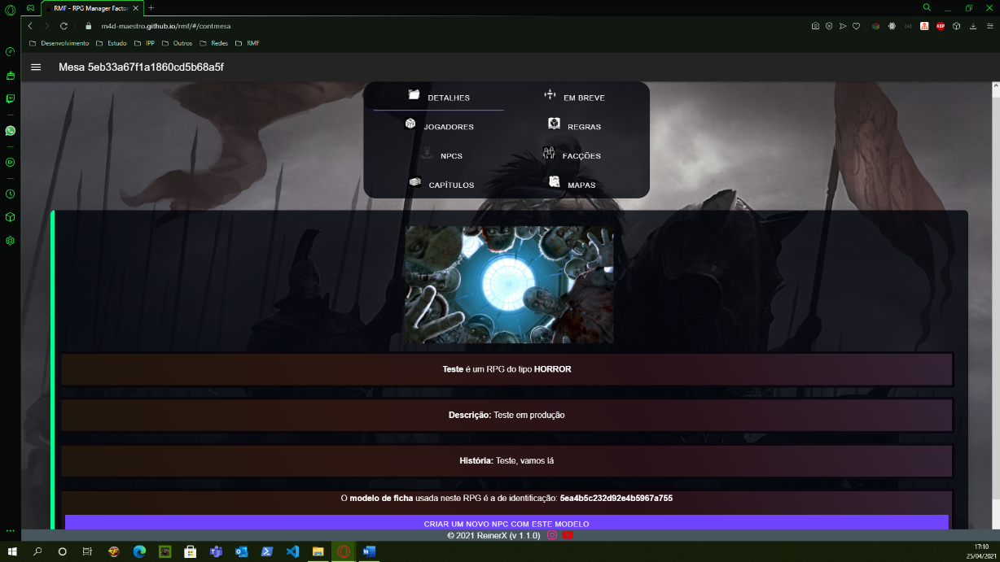 RMF - RPG Manager Factor
m4d-maestro.github.io/rmf/#/contmesa
Desenvolvimento Estudo IPP Outros Redes RMF
Mesa 5eb33a67f1a1860cd5b68a5f
DETALHES EM BREVE
JOGADORES REGRAS
NPCS FACÇÕES
CAPÍTULOS MAPAS
Teste é um RPG do tipo HORROR
Descrição: Teste em produção
História: Teste, vamos lá
O modelo de ficha usada neste RPG é a de identificação: 5ea4b5c232d92e4b5967a755
CRIAR UM NOVO NPC COM ESTE MODELO
© 2021 ReinerX (v 1.1.0)
17:10
25/04/2021